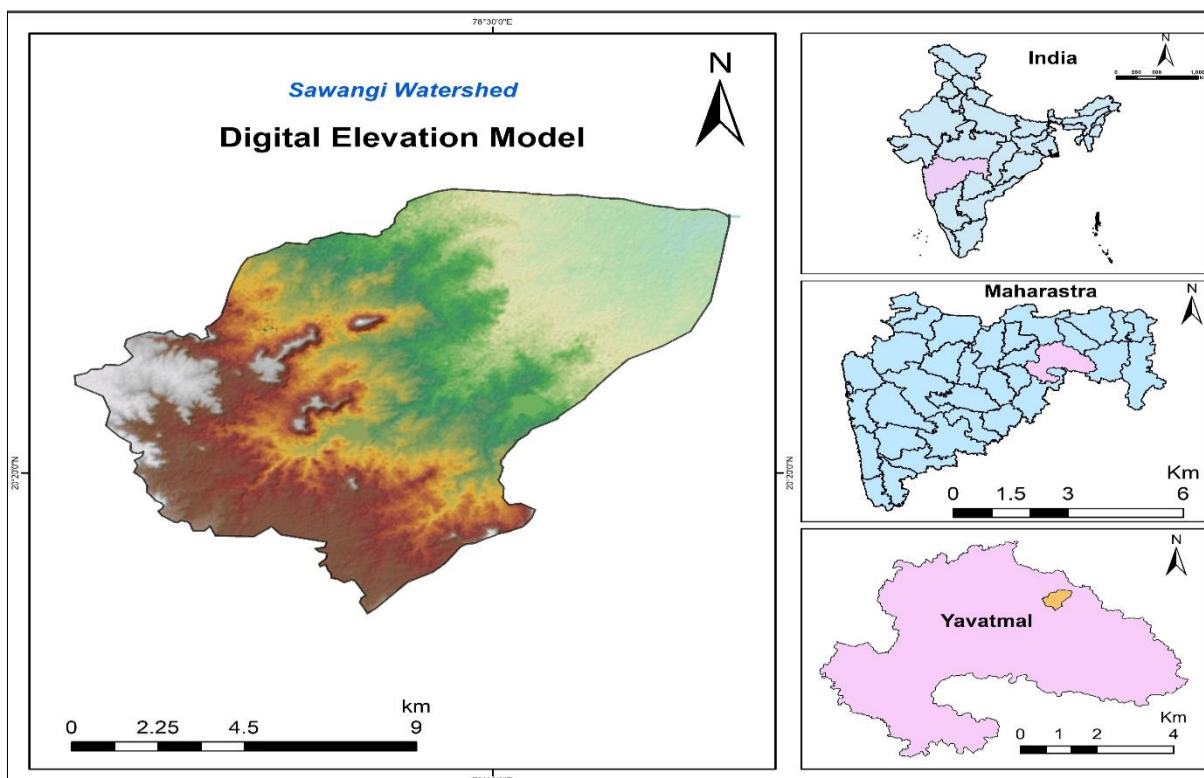 78°30'0"E
Sawangi Watershed
N
Digital Elevation Model
20°20'0"N
20°20'0"N
km
0 2.25 4.5 9
N
India
Maharastra
N
Km
0 1.5 3 6
N
Yavatmal
Km
0 1 2 4